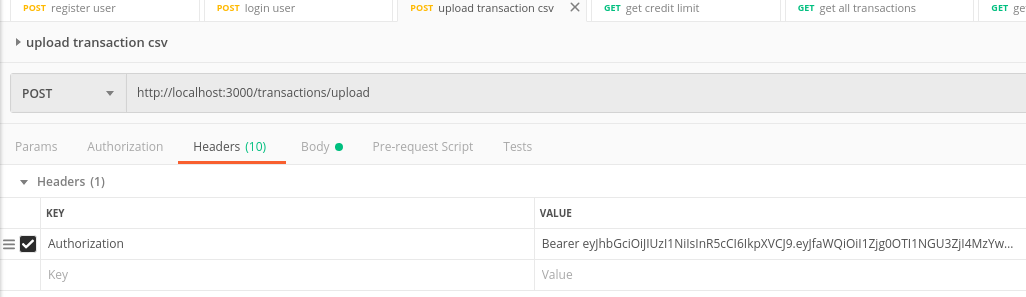 POST register user POST login user POST upload transaction csv GET get credit limit GET get all transactions GET ge
upload transaction csv
POST http://localhost:3000/transactions/upload
Params Authorization Headers (10) Body Pre-request Script Tests
Headers (1)
KEY VALUE
Authorization Bearer eyJhbGciOiJIUzI1NiIsInR5cCI6IkpXVCJ9.eyJfaWQiOiI1Zjg0OTI1NGU3ZjI4MzYw...
Key Value